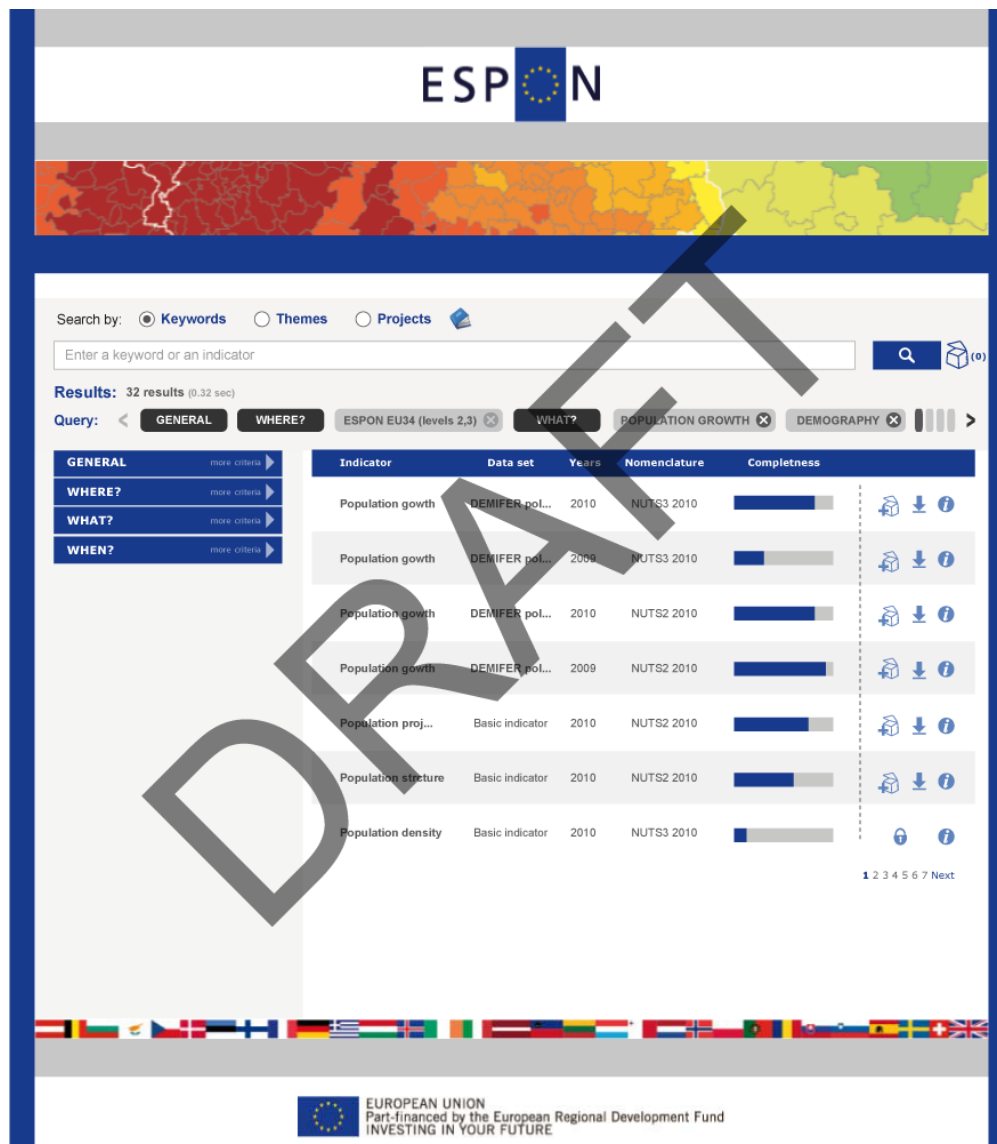 ESPON
Search by: Keywords Themes Projects
Enter a keyword or an indicator
(0)
Results: 32 results (0.32 sec)
Query: < GENERAL WHERE? ESPON EU34 (levels 2,3) WHAT? POPULATION GROWTH DEMOGRAPHY >
GENERAL more criteria
WHERE? more criteria
WHAT? more criteria
WHEN? more criteria
Indicator Data set Years Nomenclature Completness
Population gowth DEMIFER pol... 2010 NUTS3 2010
Population gowth DEMIFER pol... 2009 NUTS3 2010
Population gowth DEMIFER pol... 2010 NUTS2 2010
Population gowth DEMIFER pol... 2009 NUTS2 2010
Population proj... Basic indicator 2010 NUTS2 2010
Population strcture Basic indicator 2010 NUTS2 2010
Population density Basic indicator 2010 NUTS3 2010
1 2 3 4 5 6 7 Next
DRAFT
EUROPEAN UNION
Part-financed by the European Regional Development Fund
INVESTING IN YOUR FUTURE